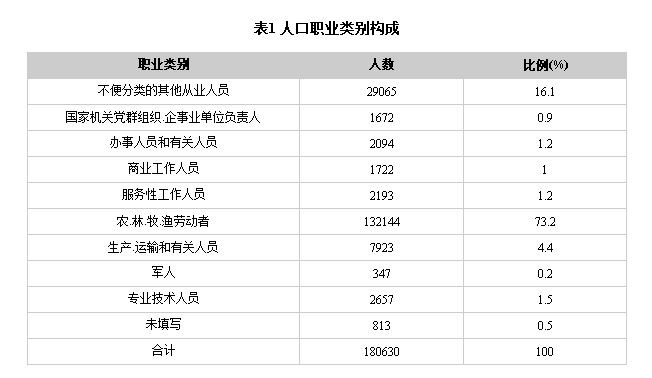 表1 人口职业类别构成
职业类别 人数 比例(%)
不便分类的其他从业人员 29065 16.1
国家机关党群组织.企事业单位负责人 1672 0.9
办事人员和有关人员 2094 1.2
商业工作人员 1722 1
服务性工作人员 2193 1.2
农.林.牧.渔劳动者 132144 73.2
生产.运输和有关人员 7923 4.4
军人 347 0.2
专业技术人员 2657 1.5
未填写 813 0.5
合计 180630 100